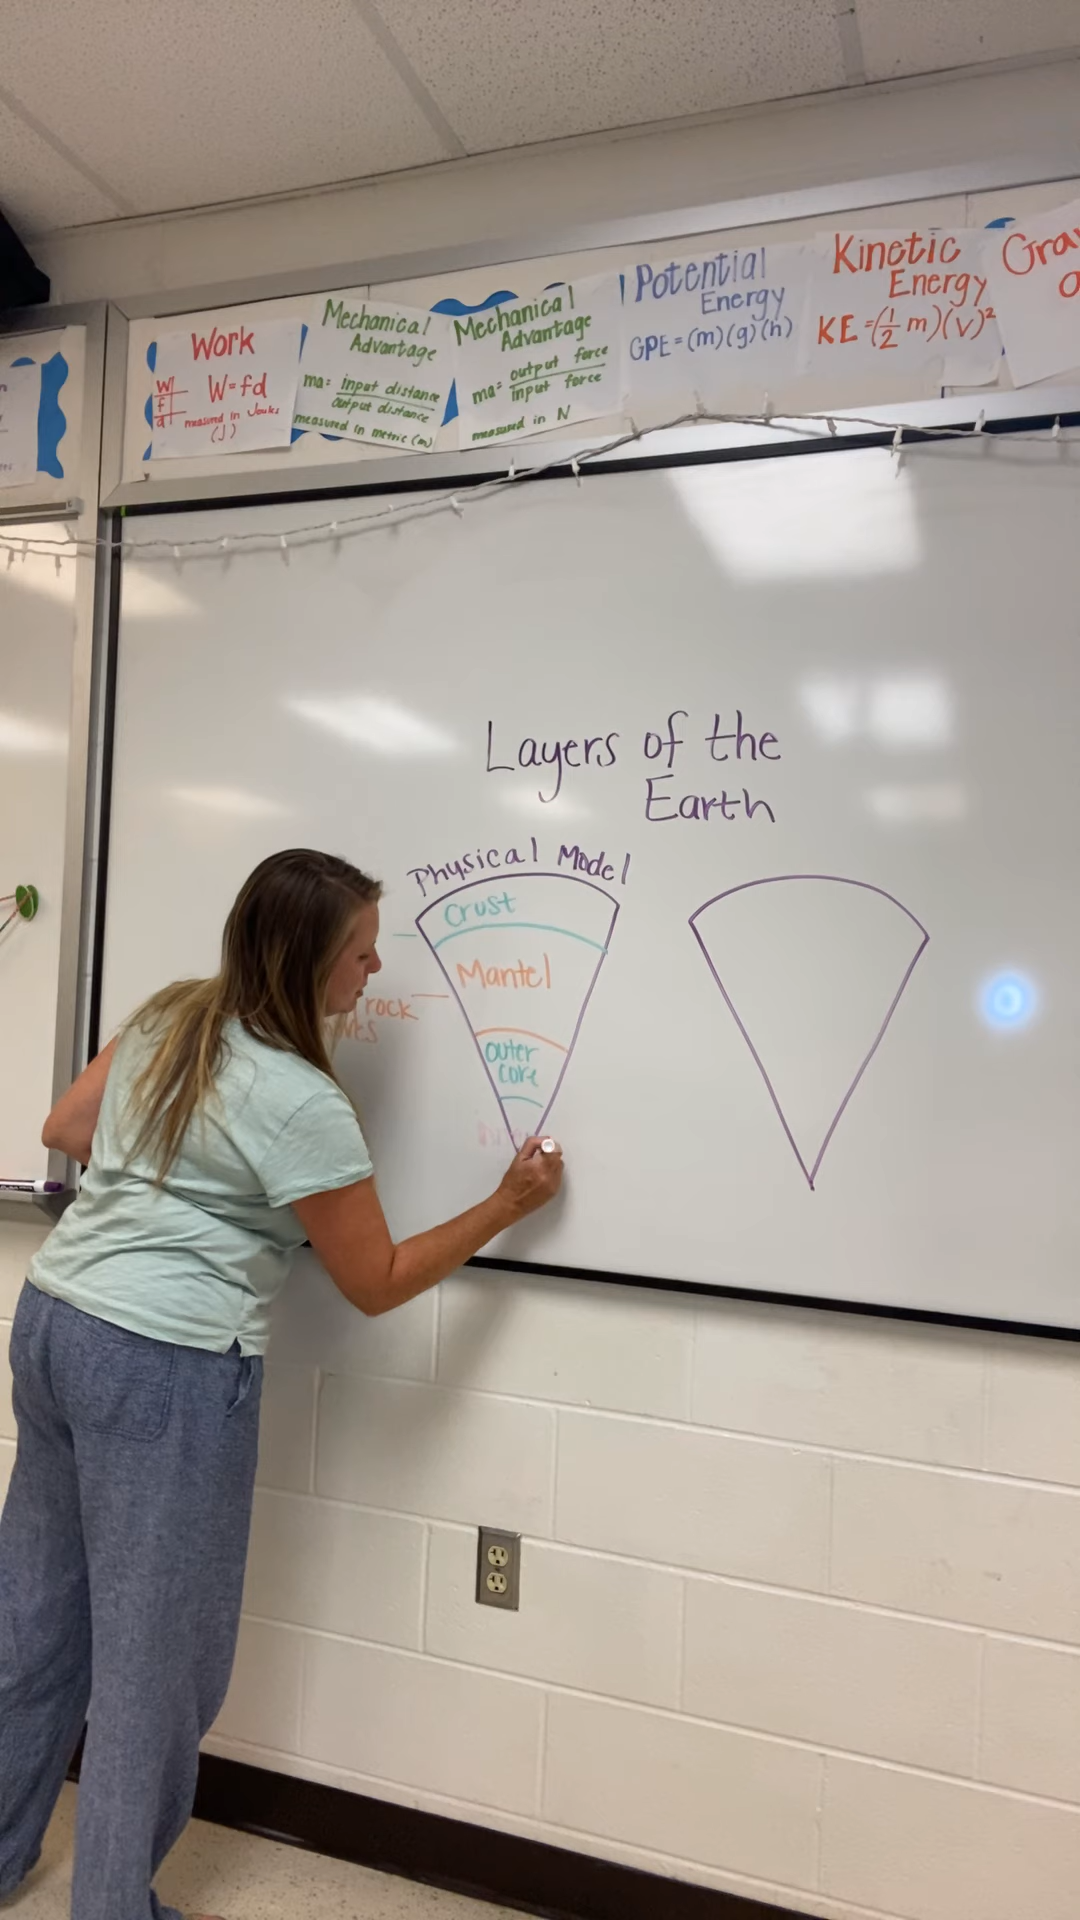 Work
W
f
d
W=fd
measured in Joules
(J)
Mechanical
Advantage
ma= input distance
output distance
measured in metric (m)
Mechanical
Advantage
ma= output force
input force
measured in N
Potential
Energy
GPE=(m)(g)(h)
Kinetic
Energy
KE=(½m)(v)²
Layers of the
Earth
Physical Model
Crust
Mantel
rock
outer
core